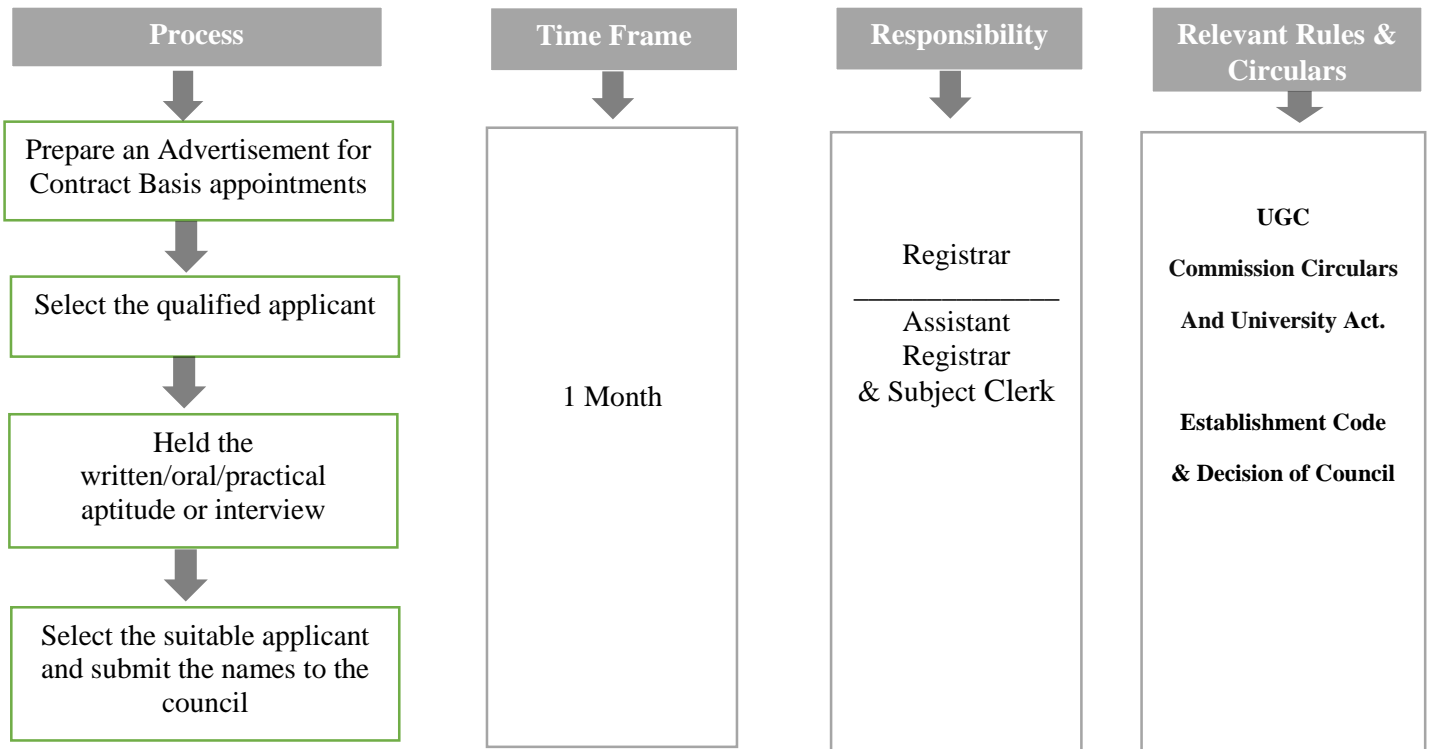 Process
Prepare an Advertisement for
Contract Basis appointments
Select the qualified applicant
Held the
written/oral/practical
aptitude or interview
Select the suitable applicant
and submit the names to the
council
Time Frame
1 Month
Responsibility
Registrar
Assistant
Registrar
& Subject Clerk
Relevant Rules &
Circulars
UGC
Commission Circulars
And University Act.
Establishment Code
& Decision of Council